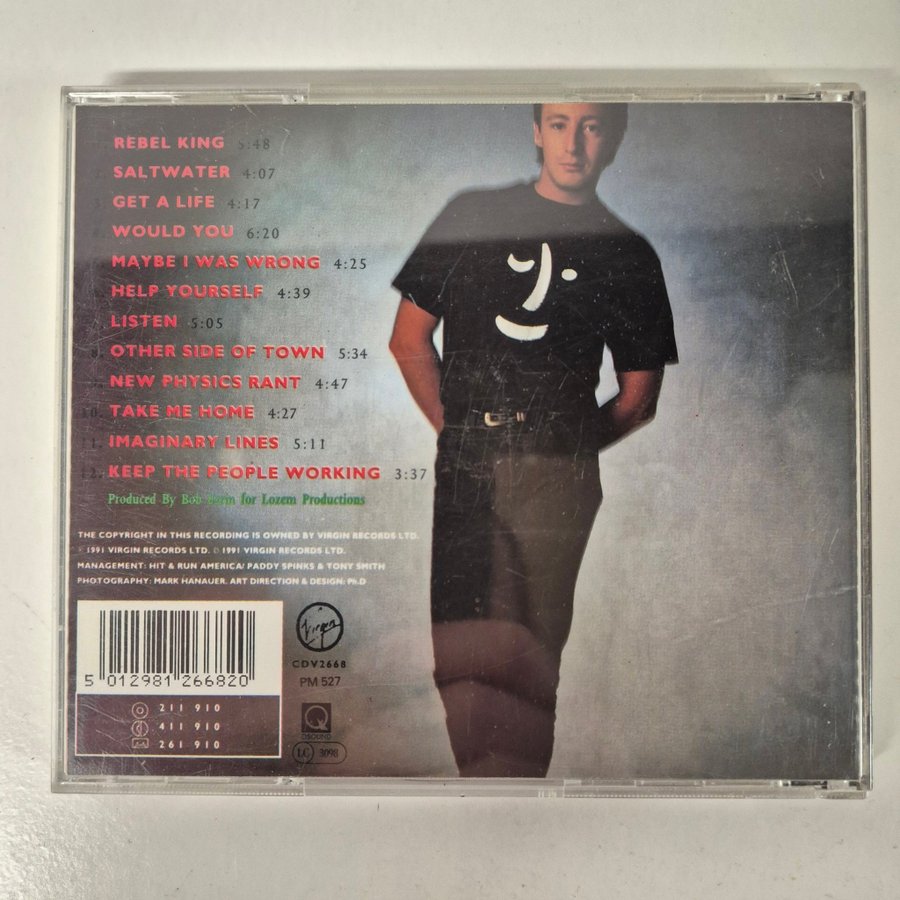 REBEL KING 5:48
SALTWATER 4:07
GET A LIFE 4:17
WOULD YOU 6:20
MAYBE I WAS WRONG 4:25
HELP YOURSELF 4:39
LISTEN 5:05
8. OTHER SIDE OF TOWN 5:34
9. NEW PHYSICS RANT 4:47
10. TAKE ME HOME 4:27
11. IMAGINARY LINES 5:11
12. KEEP THE PEOPLE WORKING 3:37
Produced By Bob for Lozem Productions
THE COPYRIGHT IN THIS RECORDING IS OWNED BY VIRGIN RECORDS LTD.
℗ 1991 VIRGIN RECORDS LTD. © 1991 VIRGIN RECORDS LTD.
MANAGEMENT: HIT & RUN AMERICA/ PADDY SPINKS & TONY SMITH
PHOTOGRAPHY: MARK HANAUER. ART DIRECTION & DESIGN: Ph.D
5 012981 266820
211 910
411 910
261 910
Virgin
CDV2668
PM 527
Q
QSOUND
LC 3098